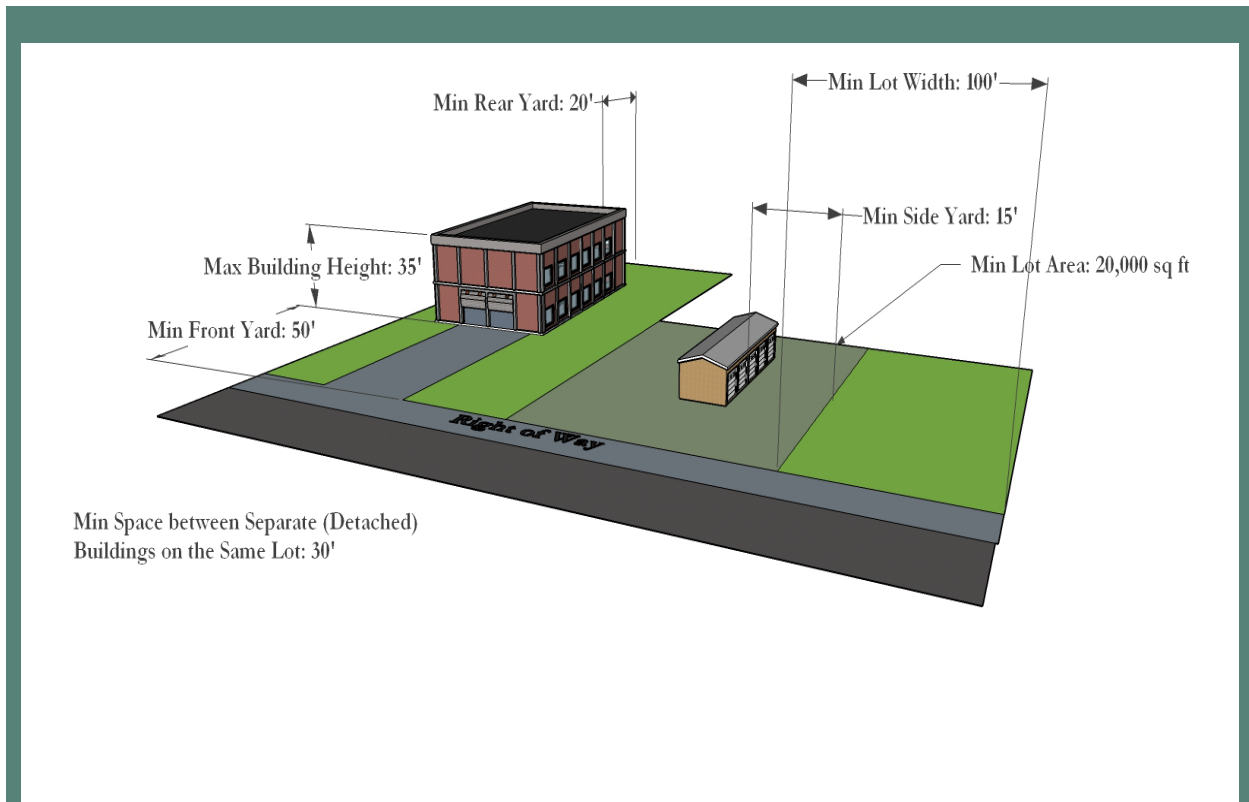 Min Lot Width: 100'
Min Rear Yard: 20'
Min Side Yard: 15'
Max Building Height: 35'
Min Lot Area: 20,000 sq ft
Min Front Yard: 50'
Right of Way
Min Space between Separate (Detached)
Buildings on the Same Lot: 30'